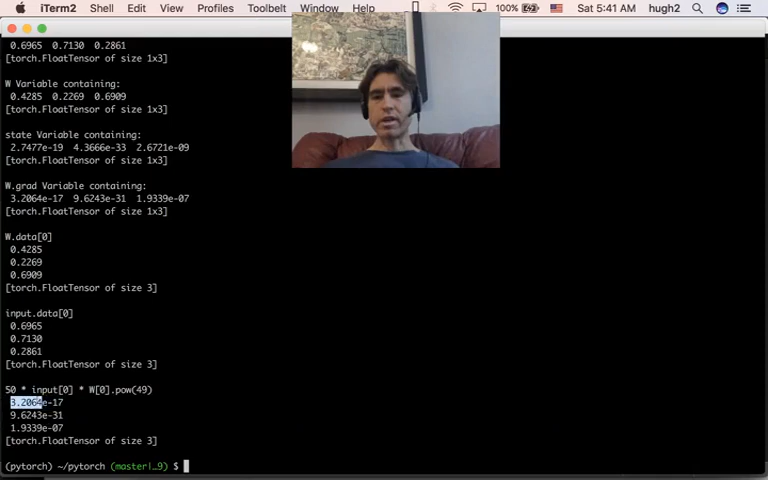 iTerm2 Shell Edit View Profiles Toolbelt Window Help 100% Sat 5:41 AM hugh2
0.6965 0.7130 0.2861
[torch.FloatTensor of size 1x3]
W Variable containing:
0.4285 0.2269 0.6909
[torch.FloatTensor of size 1x3]
state Variable containing:
2.7477e-19 4.3666e-33 2.6721e-09
[torch.FloatTensor of size 1x3]
W.grad Variable containing:
3.2064e-17 9.6243e-31 1.9339e-07
[torch.FloatTensor of size 1x3]
W.data[0]
0.4285
0.2269
0.6909
[torch.FloatTensor of size 3]
input.data[0]
0.6965
0.7130
0.2861
[torch.FloatTensor of size 3]
50 * input[0] * W[0].pow(49)
3.2064e-17
9.6243e-31
1.9339e-07
[torch.FloatTensor of size 3]
(pytorch) ~/pytorch (master|…9) $